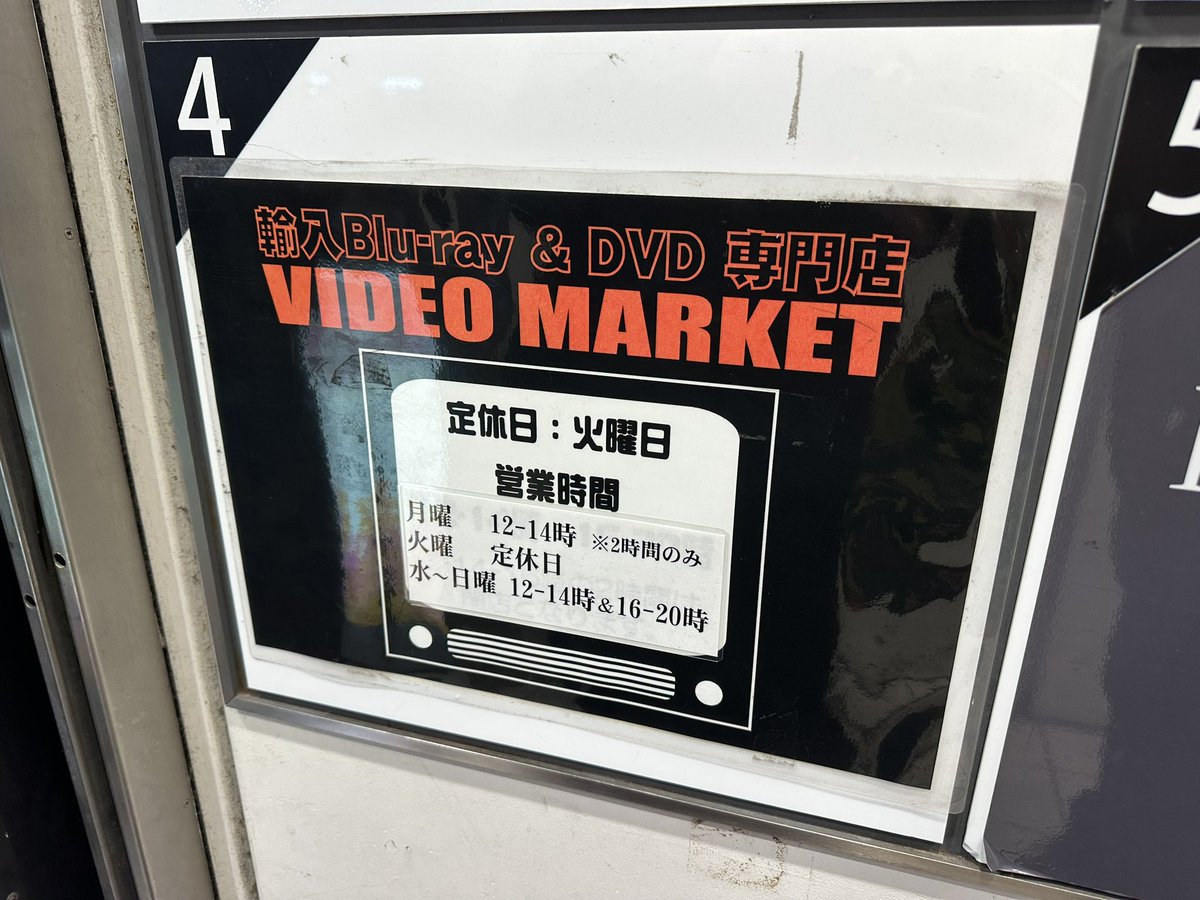 4
輸入Blu-ray & DVD 専門店
VIDEO MARKET
定休日：火曜日
営業時間
月曜 12-14時 ※2時間のみ
火曜 定休日
水~日曜 12-14時&16-20時
5